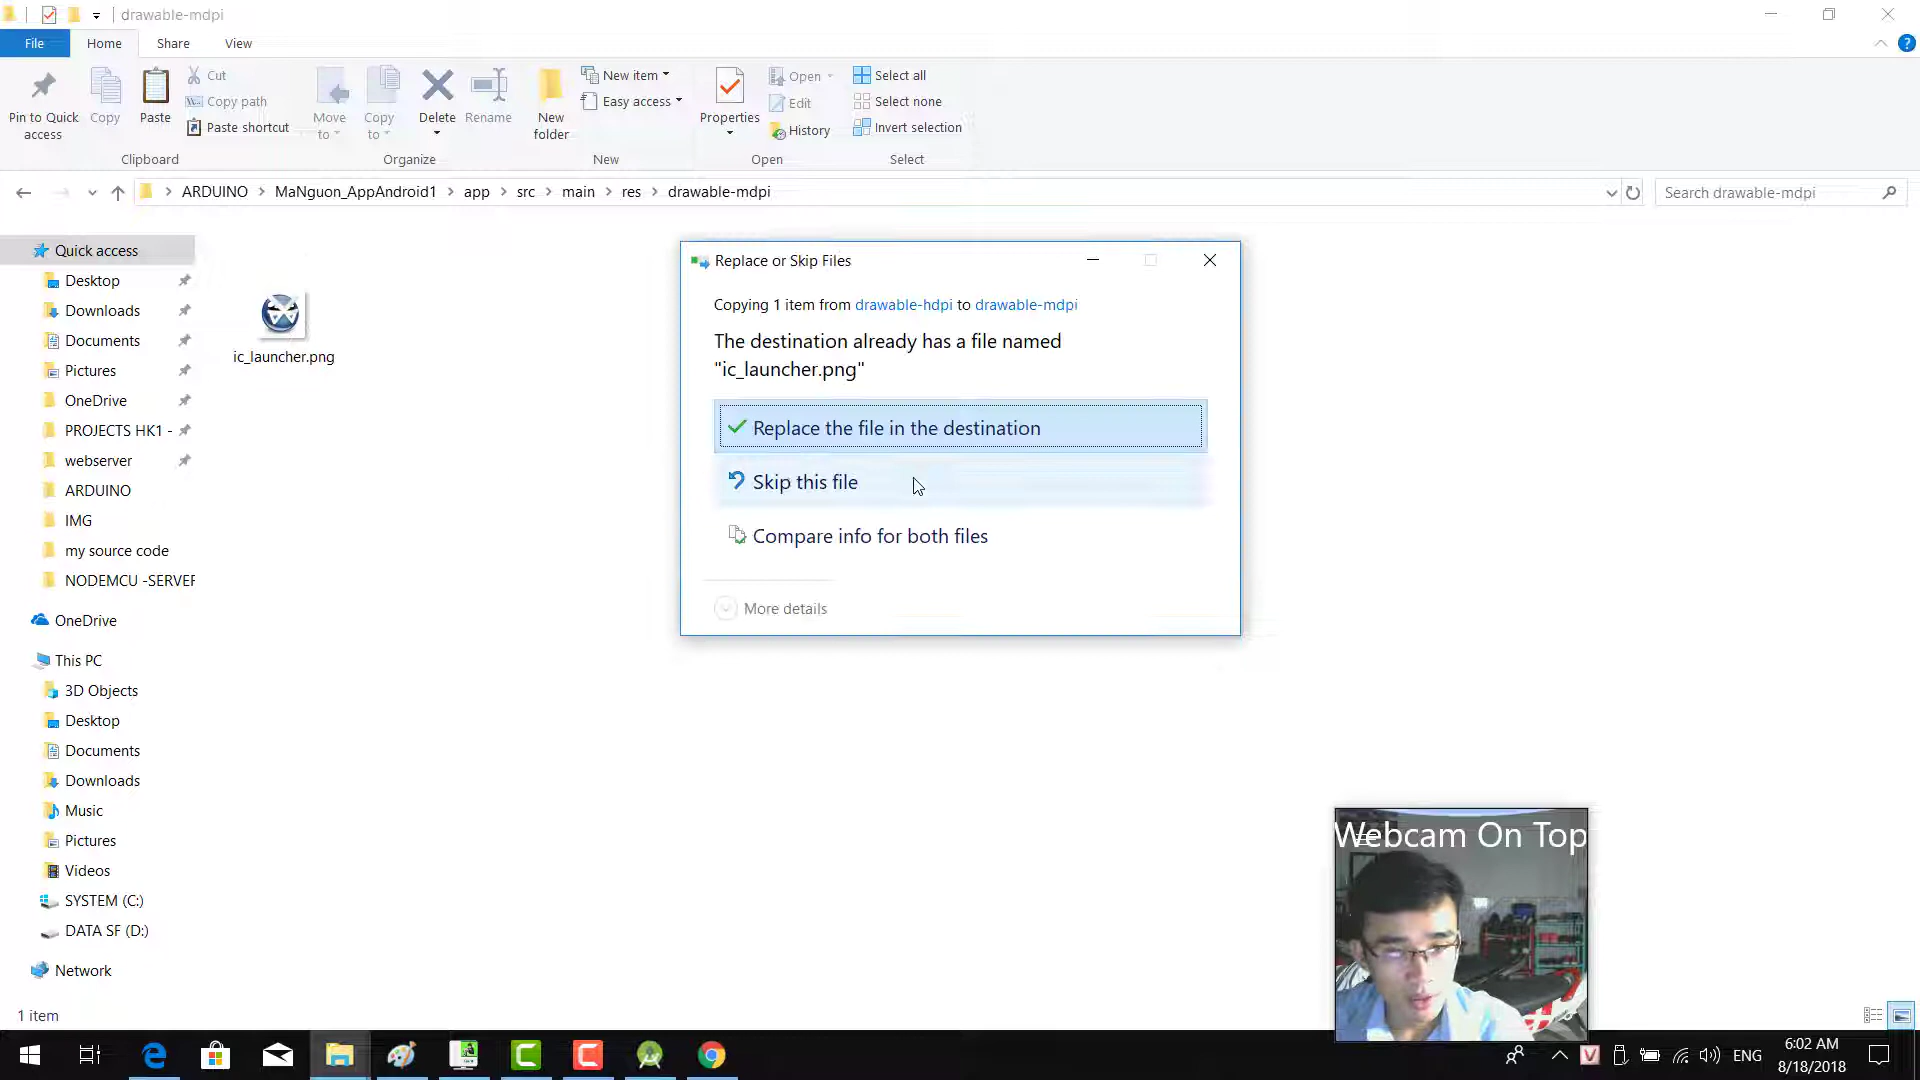 drawable-mdpi
File
Home
Share
View
Pin to Quick access
Copy
Paste
Cut
Copy path
Paste shortcut
Move to
Copy to
Delete
Rename
New folder
New item
Easy access
Properties
Open
Edit
History
Select all
Select none
Invert selection
Clipboard
Organize
New
Open
Select
ARDUINO
MaNguon_AppAndroid1
app
src
main
res
drawable-mdpi
Search drawable-mdpi
Quick access
Desktop
Downloads
Documents
Pictures
OneDrive
PROJECTS HK1 -
webserver
ARDUINO
IMG
my source code
NODEMCU -SERVER
OneDrive
This PC
3D Objects
Desktop
Documents
Downloads
Music
Pictures
Videos
SYSTEM (C:)
DATA SF (D:)
Network
1 item
ic_launcher.png
Replace or Skip Files
Copying 1 item from drawable-hdpi to drawable-mdpi
The destination already has a file named
"ic_launcher.png"
Replace the file in the destination
Skip this file
Compare info for both files
More details
Webcam On Top
ENG
6:02 AM
8/18/2018